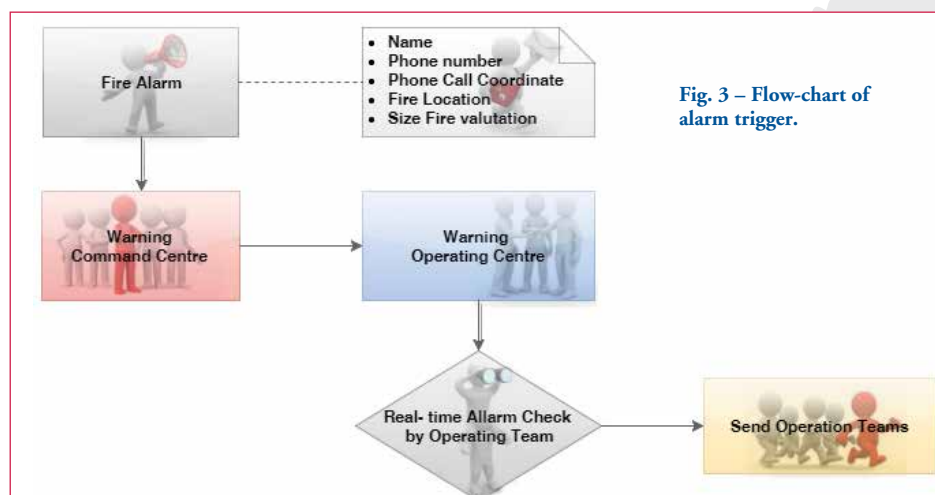 Fire Alarm
• Name
• Phone number
• Phone Call Coordinate
• Fire Location
• Size Fire valutation
Fig. 3 – Flow-chart of
alarm trigger.
Warning
Command Centre
Warning
Operating Centre
Real- time Allarm Check
by Operating Team
Send Operation Teams